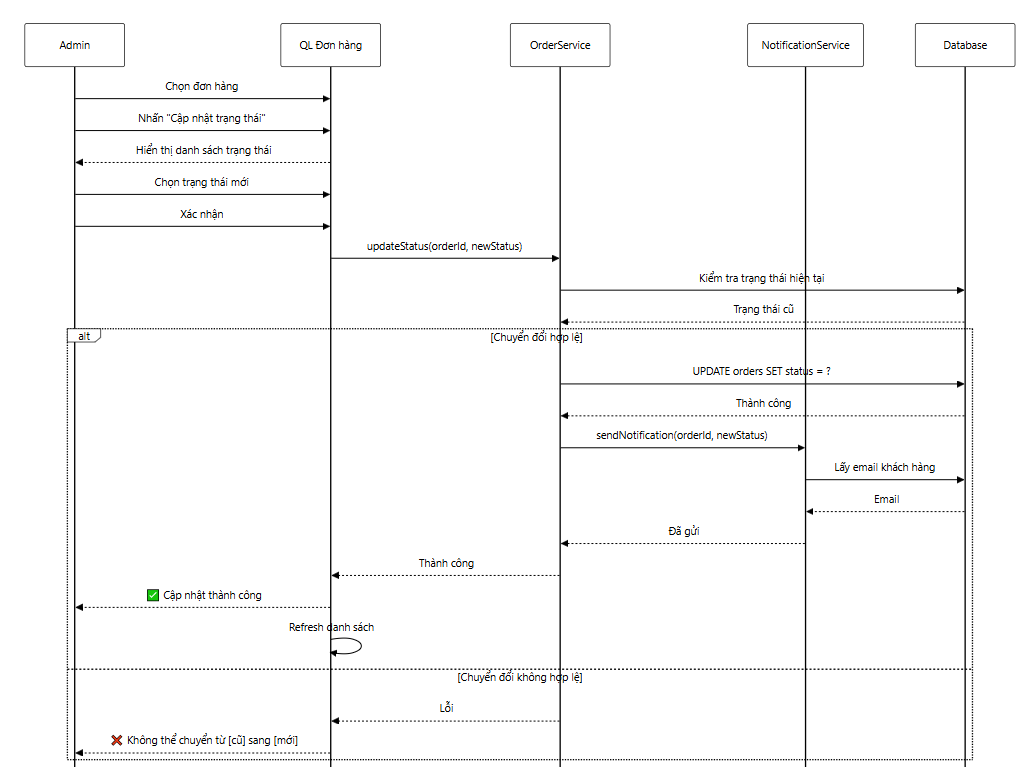 Admin
QL Đơn hàng
OrderService
NotificationService
Database
Chọn đơn hàng
Nhấn "Cập nhật trạng thái"
Hiển thị danh sách trạng thái
Chọn trạng thái mới
Xác nhận
updateStatus(orderId, newStatus)
Kiểm tra trạng thái hiện tại
Trạng thái cũ
alt
[Chuyển đổi hợp lệ]
UPDATE orders SET status = ?
Thành công
sendNotification(orderId, newStatus)
Lấy email khách hàng
Email
Đã gửi
Thành công
✅ Cập nhật thành công
Refresh danh sách
[Chuyển đổi không hợp lệ]
Lỗi
❌ Không thể chuyển từ [cũ] sang [mới]